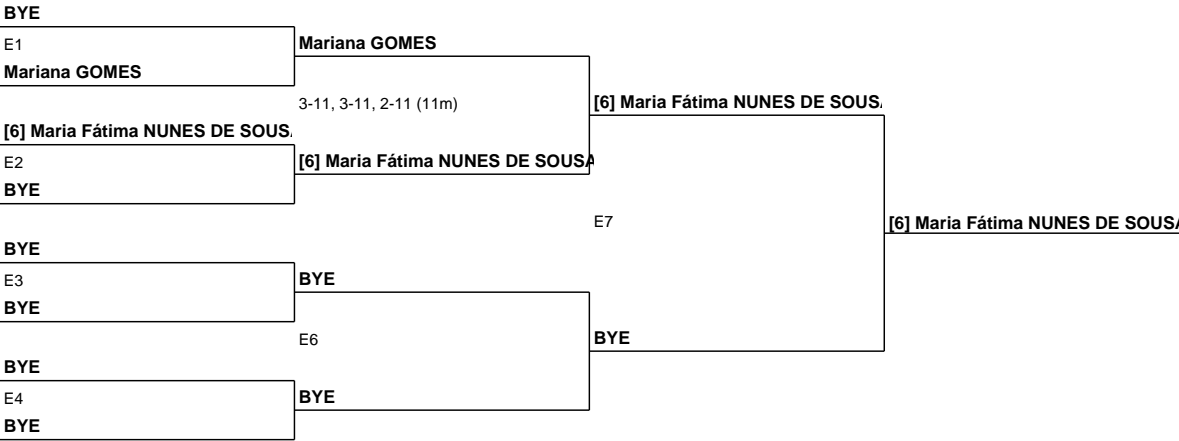 BYE
E1
Mariana GOMES
Mariana GOMES
3-11, 3-11, 2-11 (11m)
[6] Maria Fátima NUNES DE SOUS
[6] Maria Fátima NUNES DE SOUS
E2
[6] Maria Fátima NUNES DE SOUSA
BYE
E7
[6] Maria Fátima NUNES DE SOUSA
BYE
E3
BYE
BYE
E6
BYE
BYE
E4
BYE
BYE